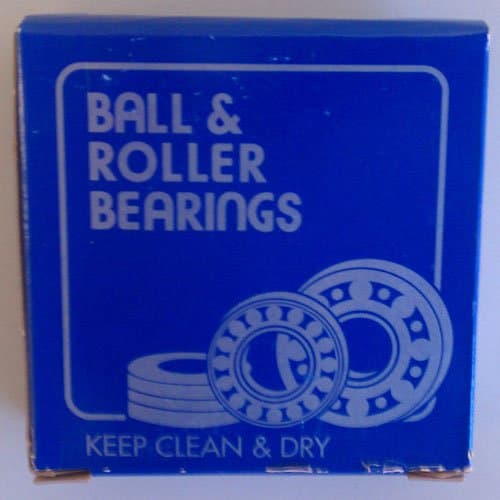 BALL &
ROLLER
BEARINGS
KEEP CLEAN & DRY